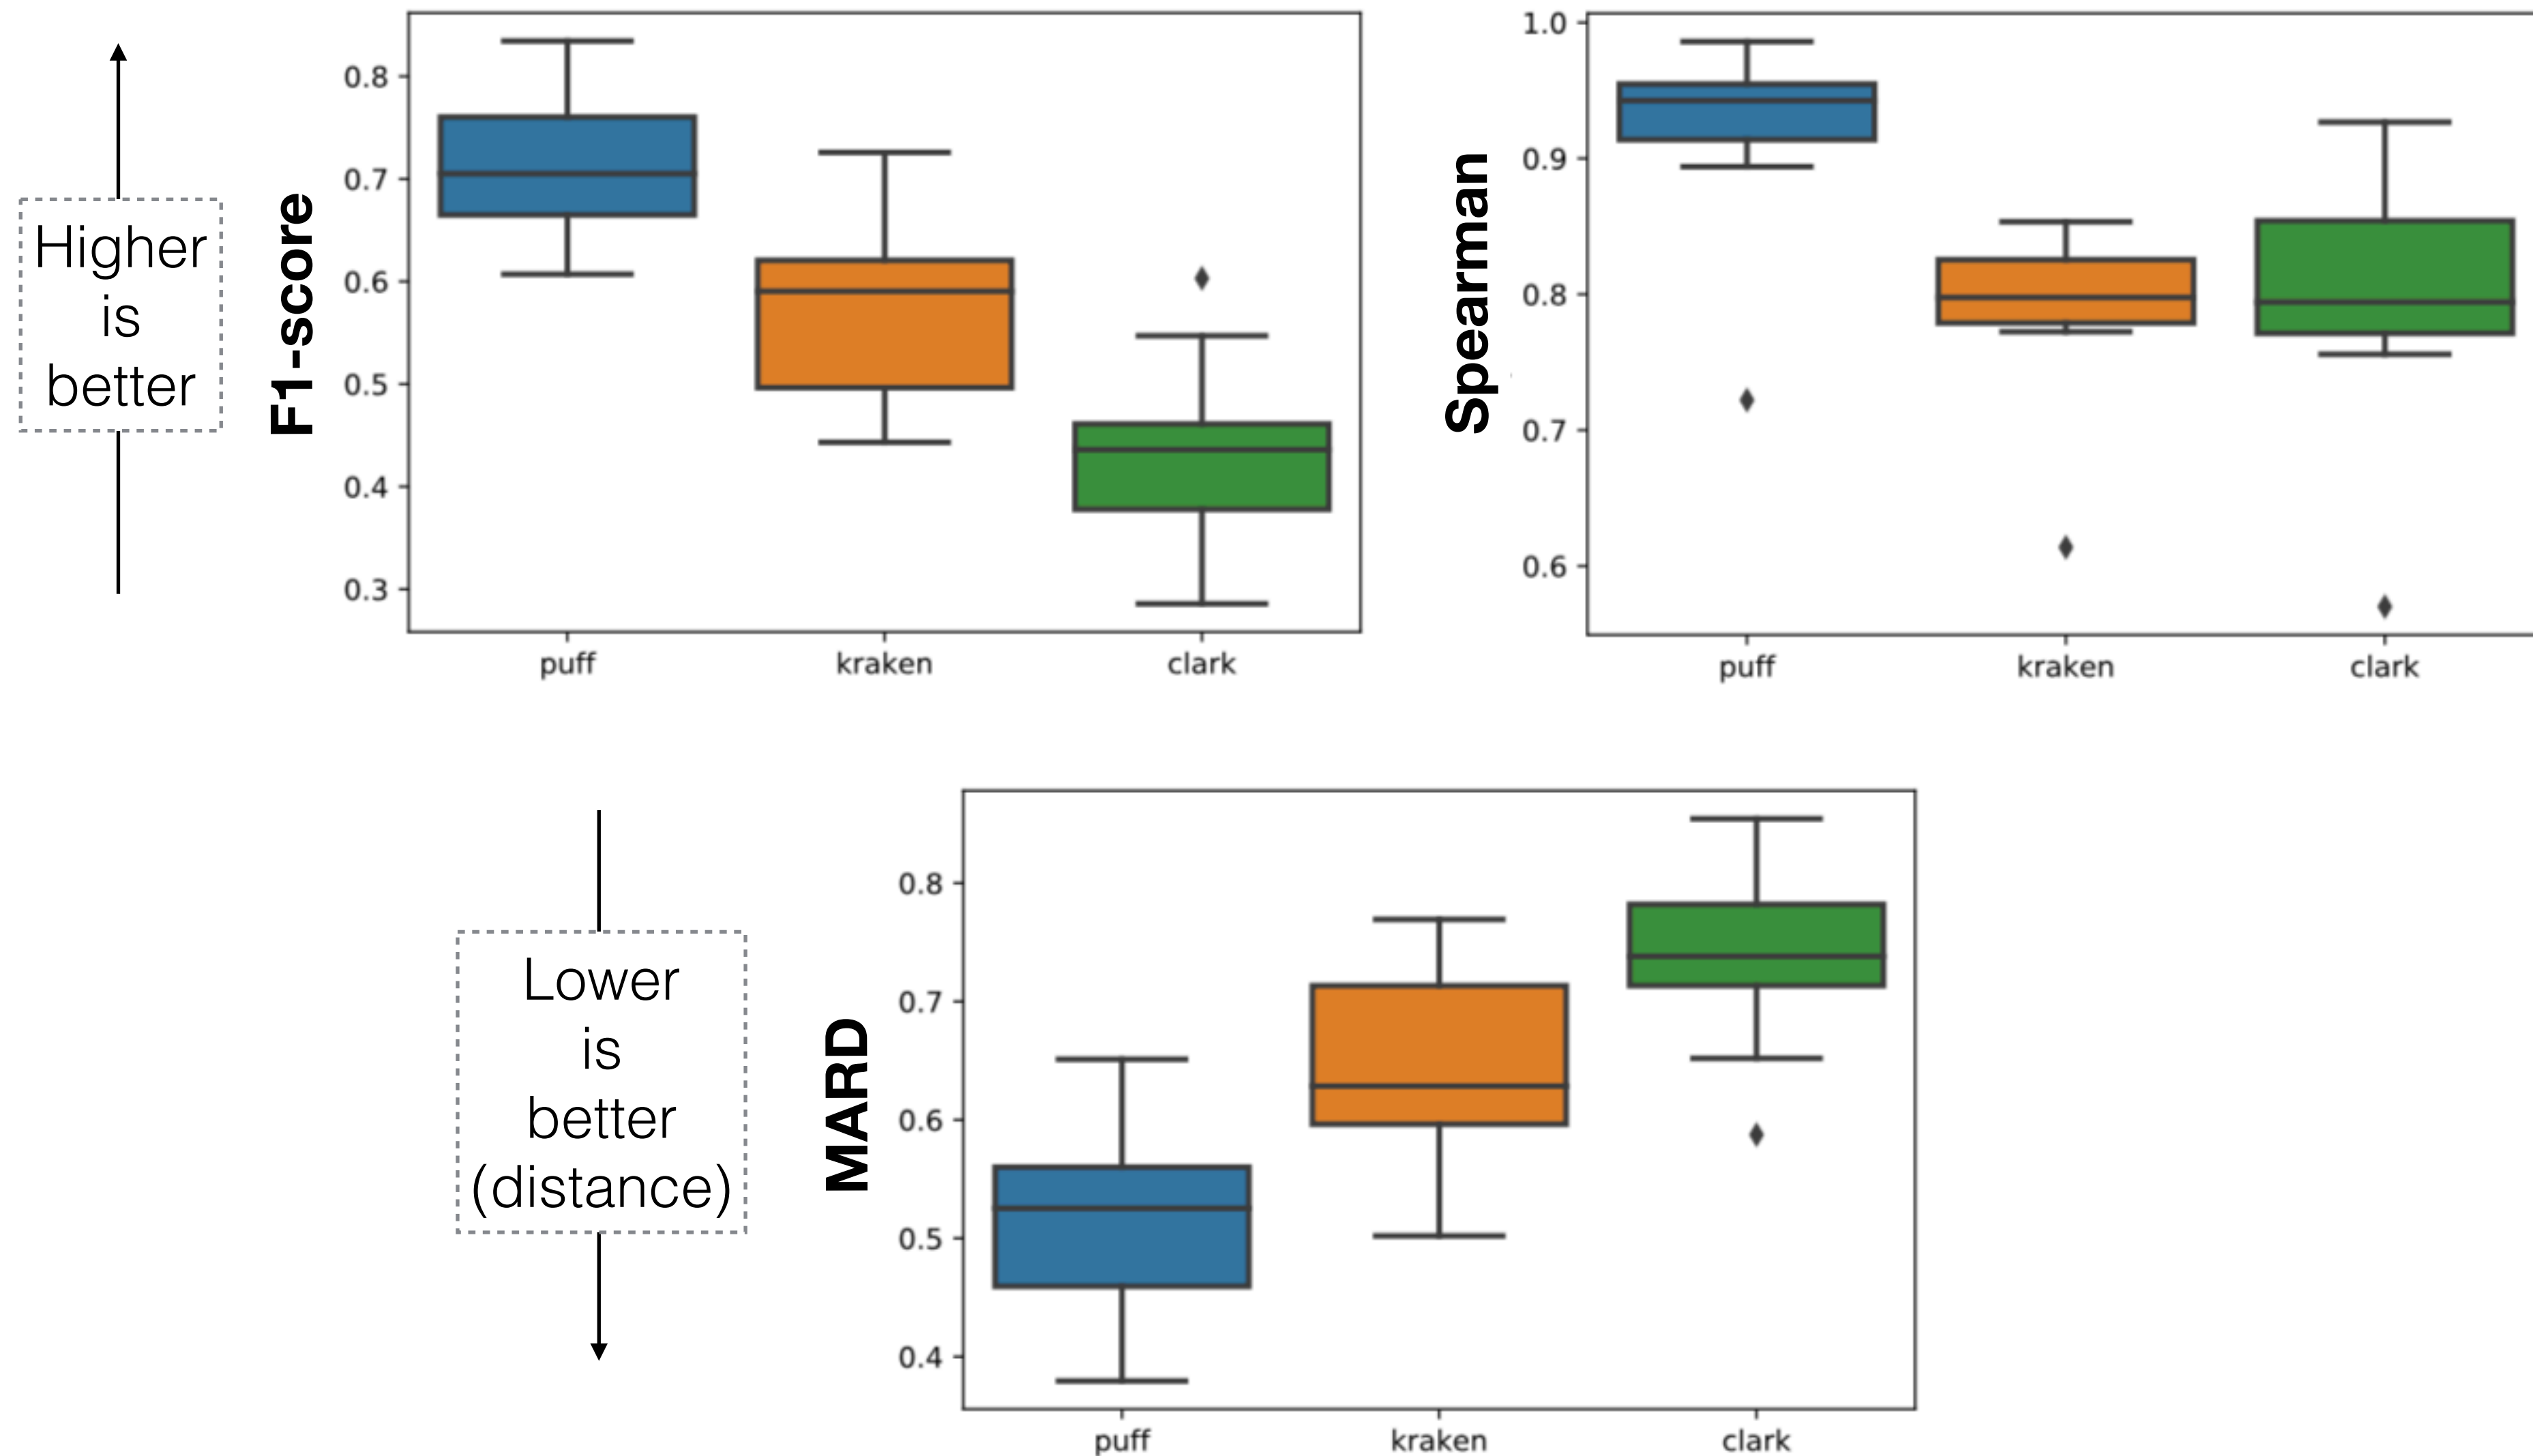 Higher
is
better
F1-score
0.8
0.7
0.6
0.5
0.4
0.3
puff kraken clark
Spearman
1.0
0.9
0.8
0.7
0.6
puff kraken clark
Lower
is
better
(distance)
MARD
0.8
0.7
0.6
0.5
0.4
puff kraken clark